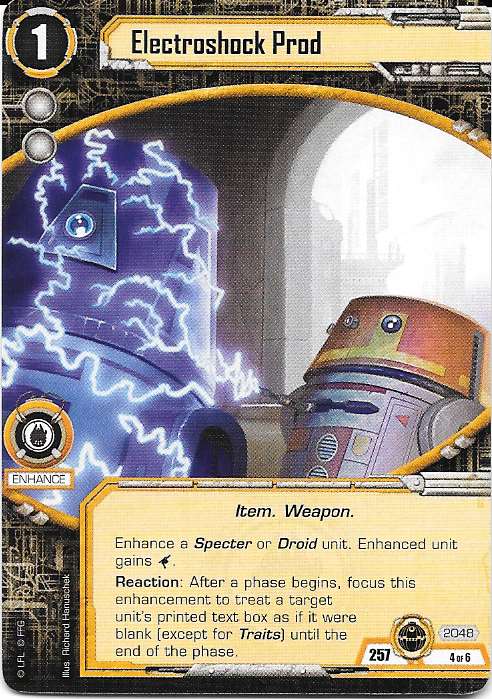 1
Electroshock Prod
ENHANCE
Item. Weapon.
Enhance a Specter or Droid unit. Enhanced unit
gains .
Reaction: After a phase begins, focus this
enhancement to treat a target
unit's printed text box as if it were
blank (except for Traits) until the
end of the phase.
© LFL © FFG
Illus. Richard Hanuschek
2048
257
4 OF 6